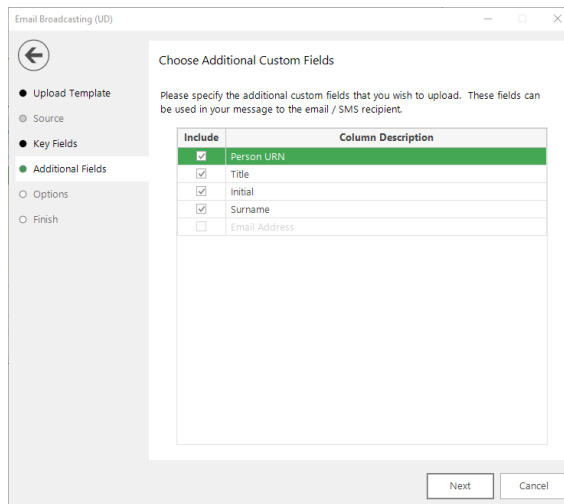 Email Broadcasting (UD)
Choose Additional Custom Fields
Upload Template
Source
Key Fields
Additional Fields
Options
Finish
Please specify the additional custom fields that you wish to upload. These fields can
be used in your message to the email / SMS recipient.
Include Column Description
Person URN
Title
Initial
Surname
Email Address
Next Cancel